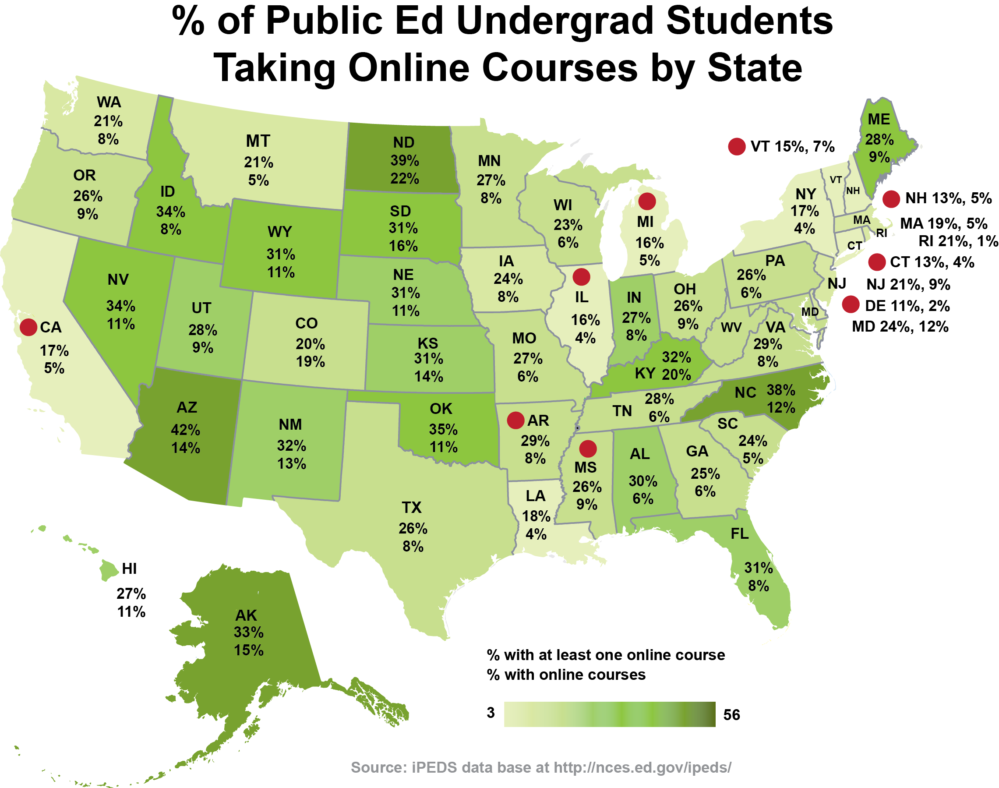 % of Public Ed Undergrad Students
Taking Online Courses by State
WA
21%
8%
OR
26%
9%
CA
17%
5%
ID
34%
8%
NV
34%
11%
MT
21%
5%
WY
31%
11%
UT
28%
9%
AZ
42%
14%
CO
20%
19%
NM
32%
13%
ND
39%
22%
SD
31%
16%
NE
31%
11%
KS
31%
14%
OK
35%
11%
TX
26%
8%
MN
27%
8%
IA
24%
8%
MO
27%
6%
AR
29%
8%
LA
18%
4%
WI
23%
6%
IL
16%
4%
MI
16%
5%
IN
27%
8%
OH
26%
9%
KY
32%
20%
TN
28%
6%
MS
26%
9%
AL
30%
6%
GA
25%
6%
FL
31%
8%
SC
24%
5%
NC
38%
12%
VA
29%
8%
WV
PA
26%
6%
NY
17%
4%
ME
28%
9%
VT
NH
MA
RI
CT
NJ
MD
VT 15%, 7%
NH 13%, 5%
MA 19%, 5%
RI 21%, 1%
CT 13%, 4%
NJ 21%, 9%
DE 11%, 2%
MD 24%, 12%
HI
27%
11%
AK
33%
15%
% with at least one online course
% with online courses
3
56
Source: iPEDS data base at http://nces.ed.gov/ipeds/